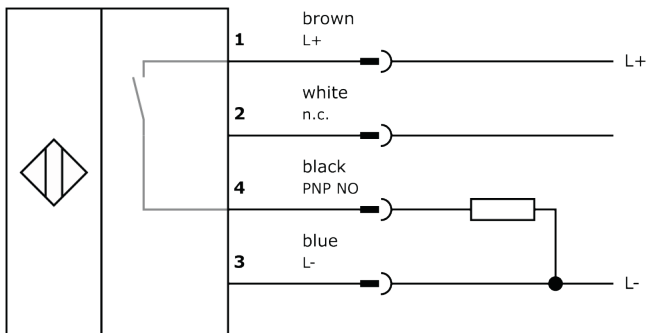 brown
1 L+
L+
white
2 n.c.
black
4 PNP NO
blue
3 L-
L-